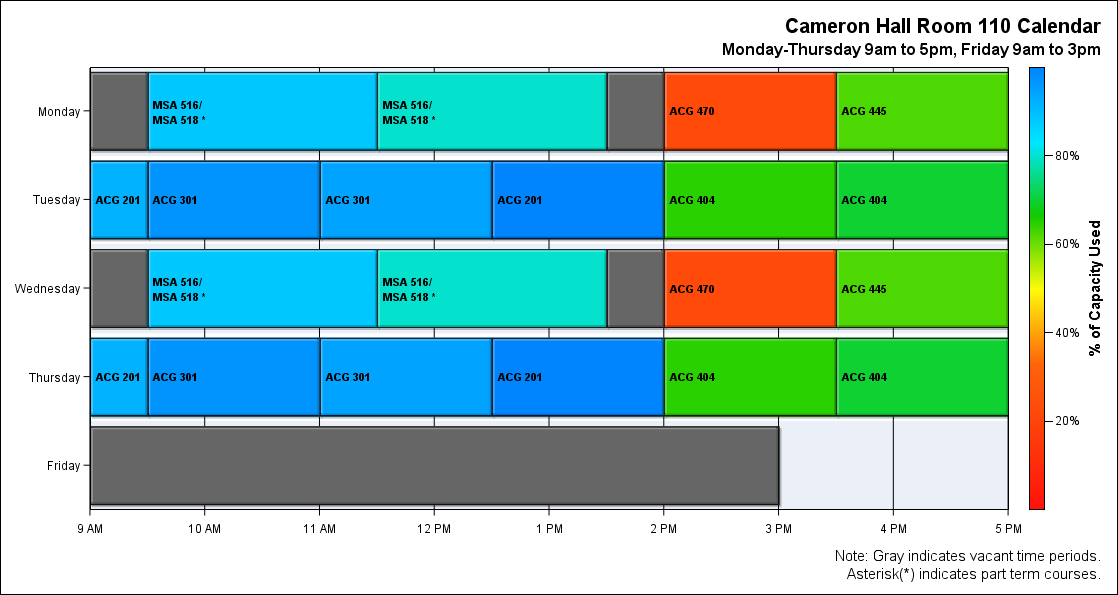 Cameron Hall Room 110 Calendar
Monday-Thursday 9am to 5pm, Friday 9am to 3pm
Monday
MSA 516/
MSA 518 *
MSA 516/
MSA 518 *
ACG 470
ACG 445
Tuesday
ACG 201
ACG 301
ACG 301
ACG 201
ACG 404
ACG 404
Wednesday
MSA 516/
MSA 518 *
MSA 516/
MSA 518 *
ACG 470
ACG 445
Thursday
ACG 201
ACG 301
ACG 301
ACG 201
ACG 404
ACG 404
Friday
9 AM
10 AM
11 AM
12 PM
1 PM
2 PM
3 PM
4 PM
5 PM
80%
60%
40%
20%
% of Capacity Used
Note: Gray indicates vacant time periods.
Asterisk(*) indicates part term courses.